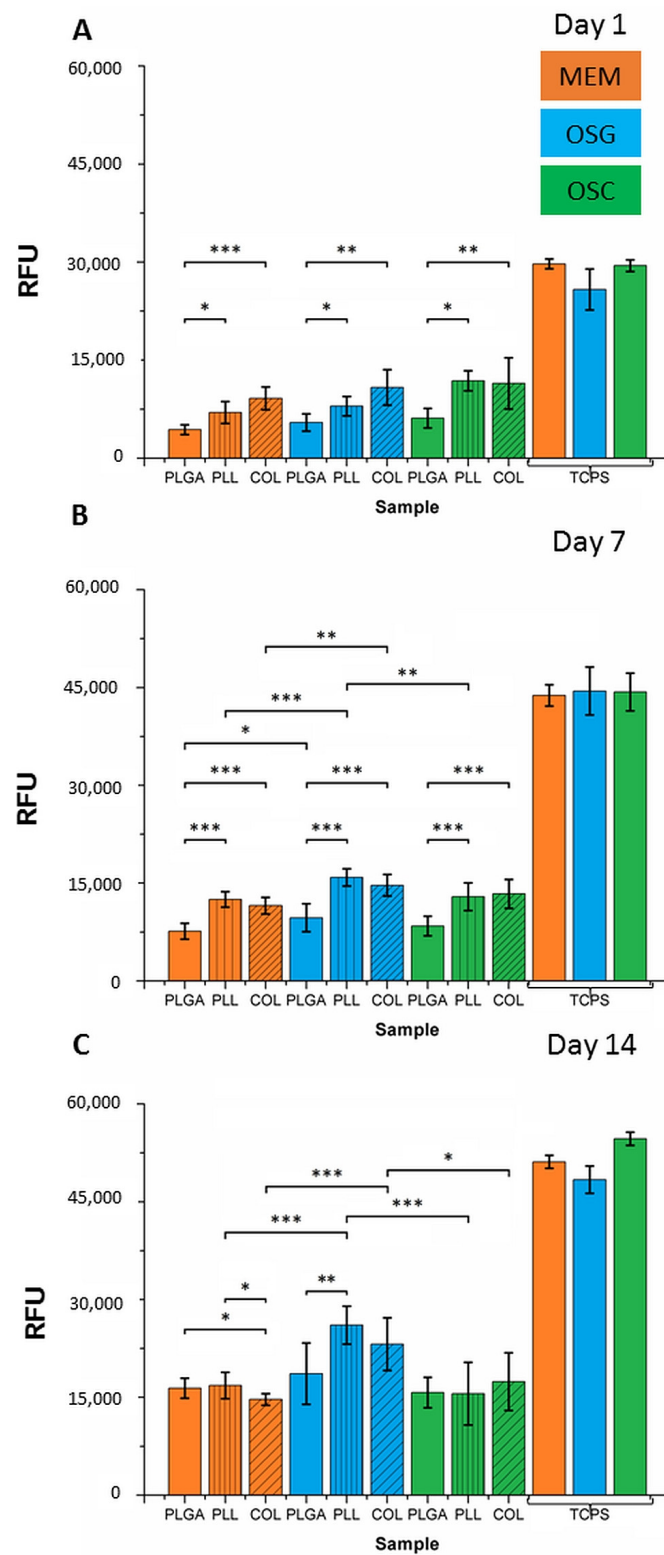 A
Day 1
60,000
MEM
OSG
45,000
OSC
*** ** **
30,000
* * *
RFU
15,000
0
PLGA PLL COL PLGA PLL COL PLGA PLL COL TCPS
Sample
B
Day 7
60,000
**
**
45,000
***
*
*** *** ***
30,000
*** *** ***
RFU
15,000
0
PLGA PLL COL PLGA PLL COL PLGA PLL COL TCPS
Sample
C
Day 14
60,000
*
***
45,000
***
***
*
**
30,000
*
RFU
15,000
0
PLGA PLL COL PLGA PLL COL PLGA PLL COL TCPS
Sample